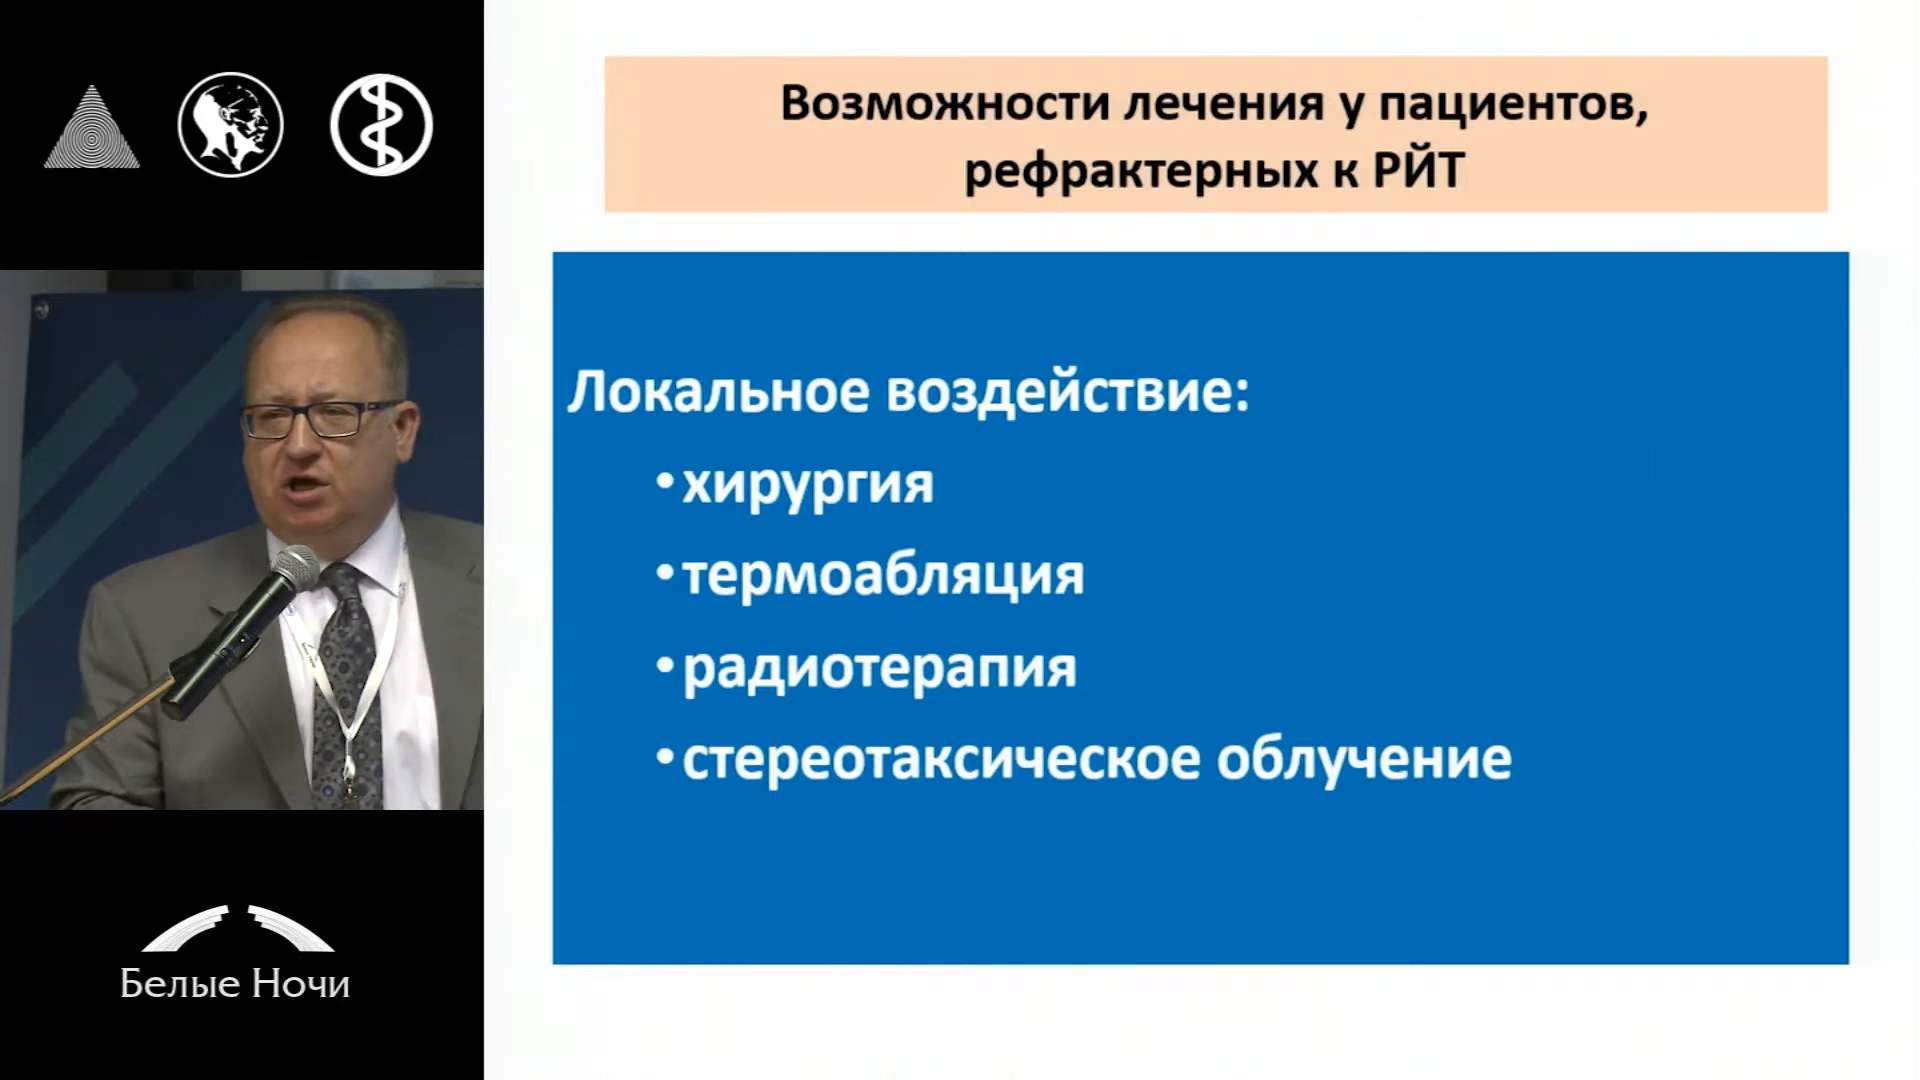 Возможности лечения у пациентов,
рефрактерных к РЙТ
Локальное воздействие:
•хирургия
•термоабляция
•радиотерапия
•стереотаксическое облучение
Белые Ночи